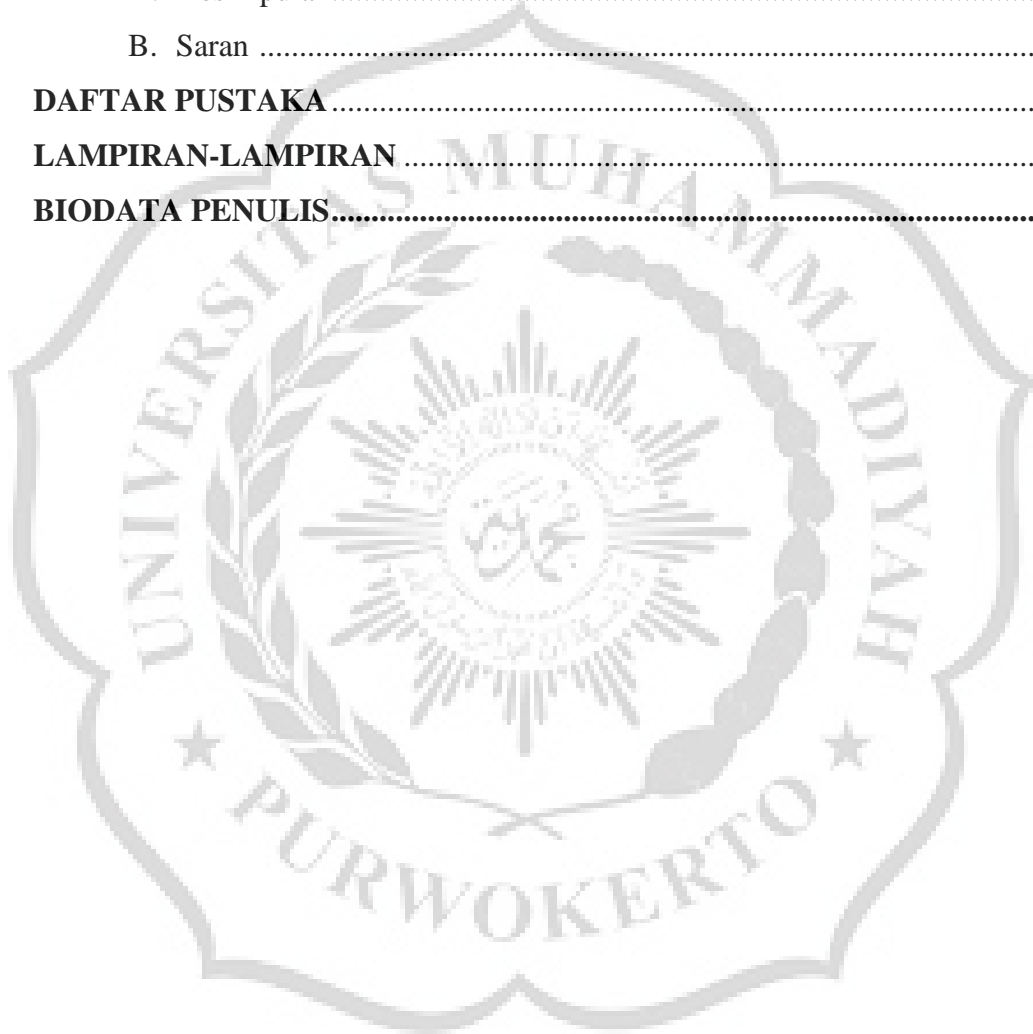 B. Saran ........................................................................................................
DAFTAR PUSTAKA ........................................................................................
LAMPIRAN-LAMPIRAN ...............................................................................
BIODATA PENULIS........................................................................................
UNIVERSITAS MUHAMMADIYAH
PURWOKERTO